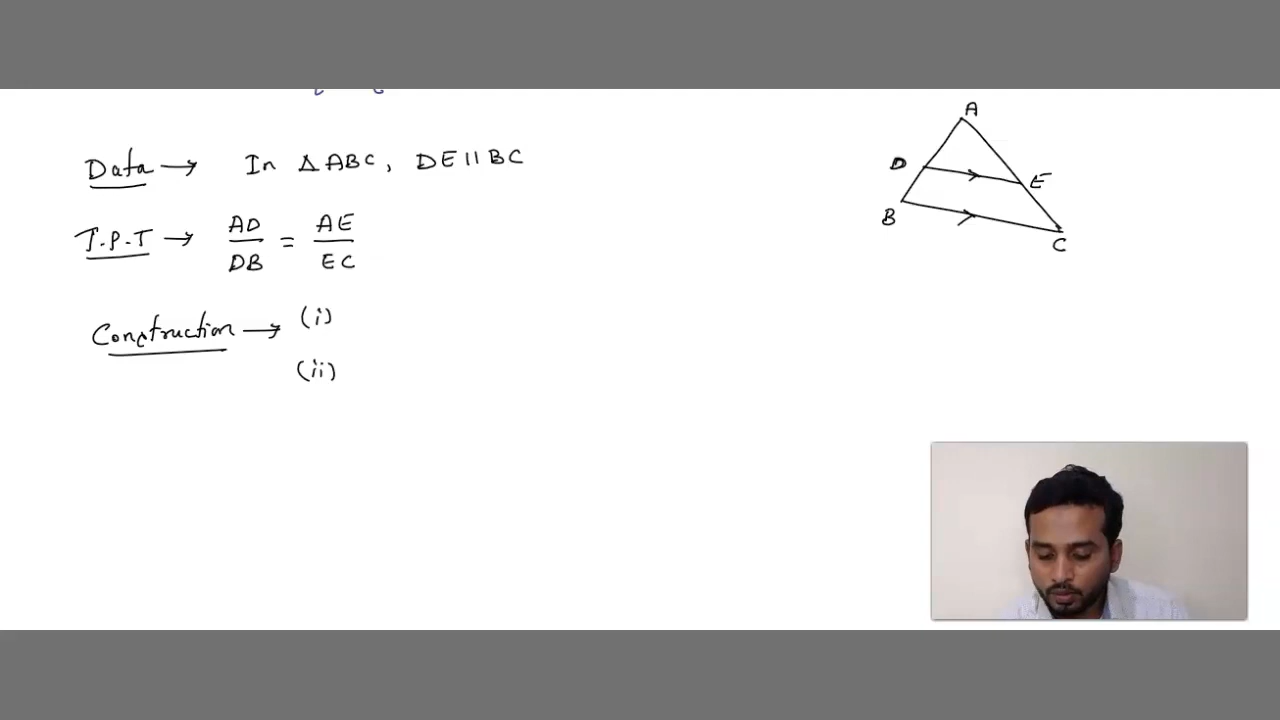 Data → In △ABC, DE || BC
T.P.T → AD/DB = AE/EC
Construction → (i)
(ii)
A
D
E
B
C